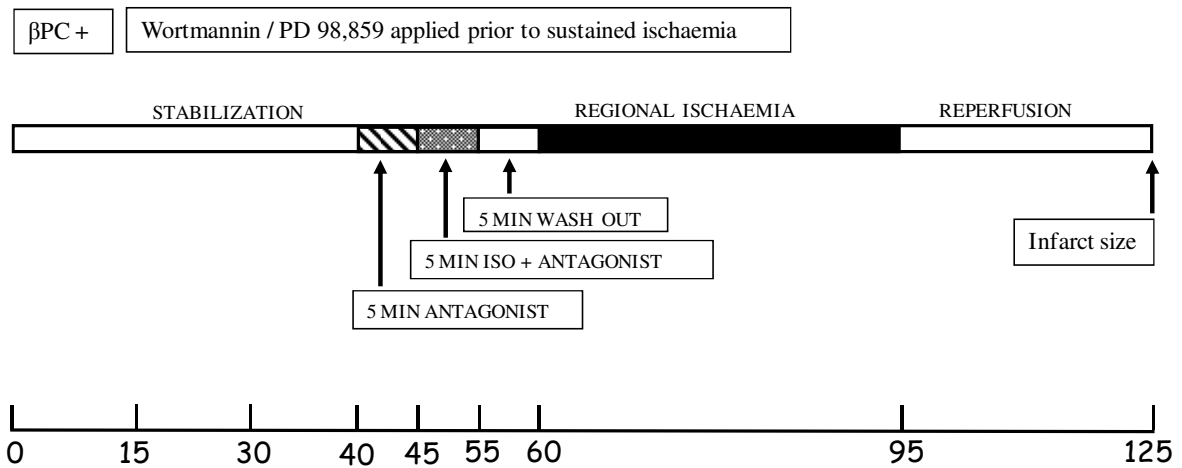 βPC + Wortmannin / PD 98,859 applied prior to sustained ischaemia
STABILIZATION REGIONAL ISCHAEMIA REPERFUSION
5 MIN WASH OUT
5 MIN ISO + ANTAGONIST
Infarct size
5 MIN ANTAGONIST
0 15 30 40 45 55 60 95 125